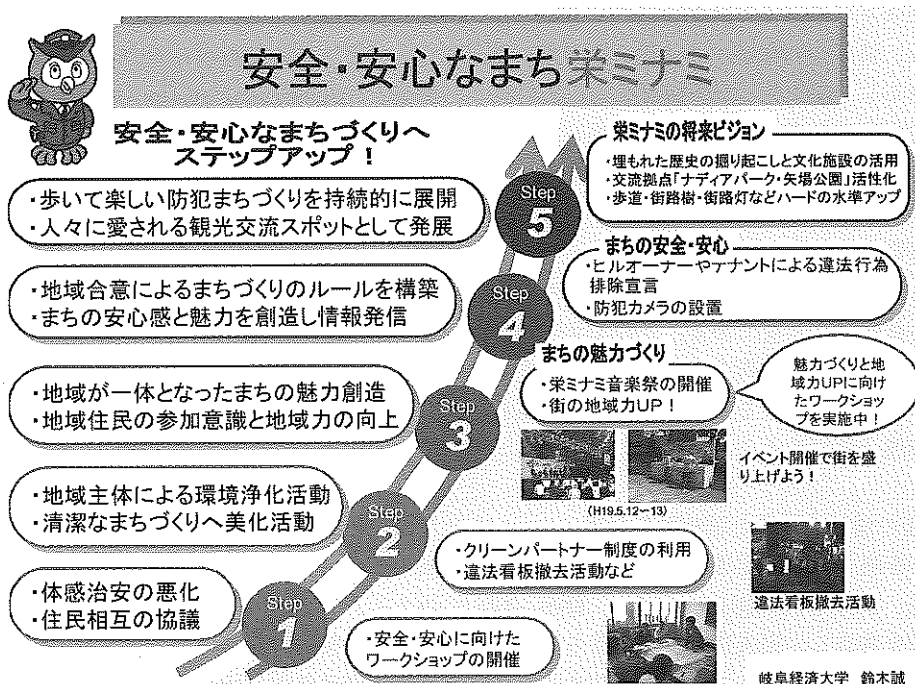 安全・安心なまち栄ミナミ
安全・安心なまちづくりへ
ステップアップ！
・歩いて楽しい防犯まちづくりを持続的に展開
・人々に愛される観光交流スポットとして発展
・地域合意によるまちづくりのルールを構築
・まちの安心感と魅力を創造し情報発信
・地域が一体となったまちの魅力創造
・地域住民の参加意識と地域力の向上
・地域主体による環境浄化活動
・清潔なまちづくりへ美化活動
・体感治安の悪化
・住民相互の協議
Step
5
Step
4
Step
3
Step
2
Step
1
栄ミナミの将来ビジョン
・埋もれた歴史の掘り起こしと文化施設の活用
・交流拠点「ナディアパーク・矢場公園」活性化
・歩道・街路樹・街路灯などハードの水準アップ
まちの安全・安心
・ビルオーナーやテナントによる違法行為
排除宣言
・防犯カメラの設置
まちの魅力づくり
・栄ミナミ音楽祭の開催
・街の地域力UP！
魅力づくりと地
域力UPに向け
たワークショッ
プを実施中！
イベント開催で街を盛
り上げよう！
(H19.5.12〜13)
・クリーンパートナー制度の利用
・違法看板撤去活動など
違法看板撤去活動
・安全・安心に向けた
ワークショップの開催
岐阜経済大学 鈴木誠